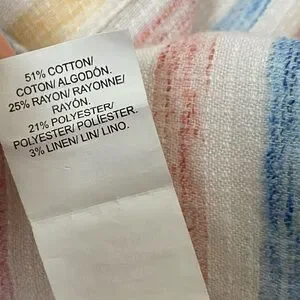 51% COTTON/
COTON/ ALGODÓN.
25% RAYON/ RAYONNE/
RAYÓN.
21% POLYESTER/
POLYESTER/ POLIÉSTER.
3% LINEN/ LIN/ LINO.